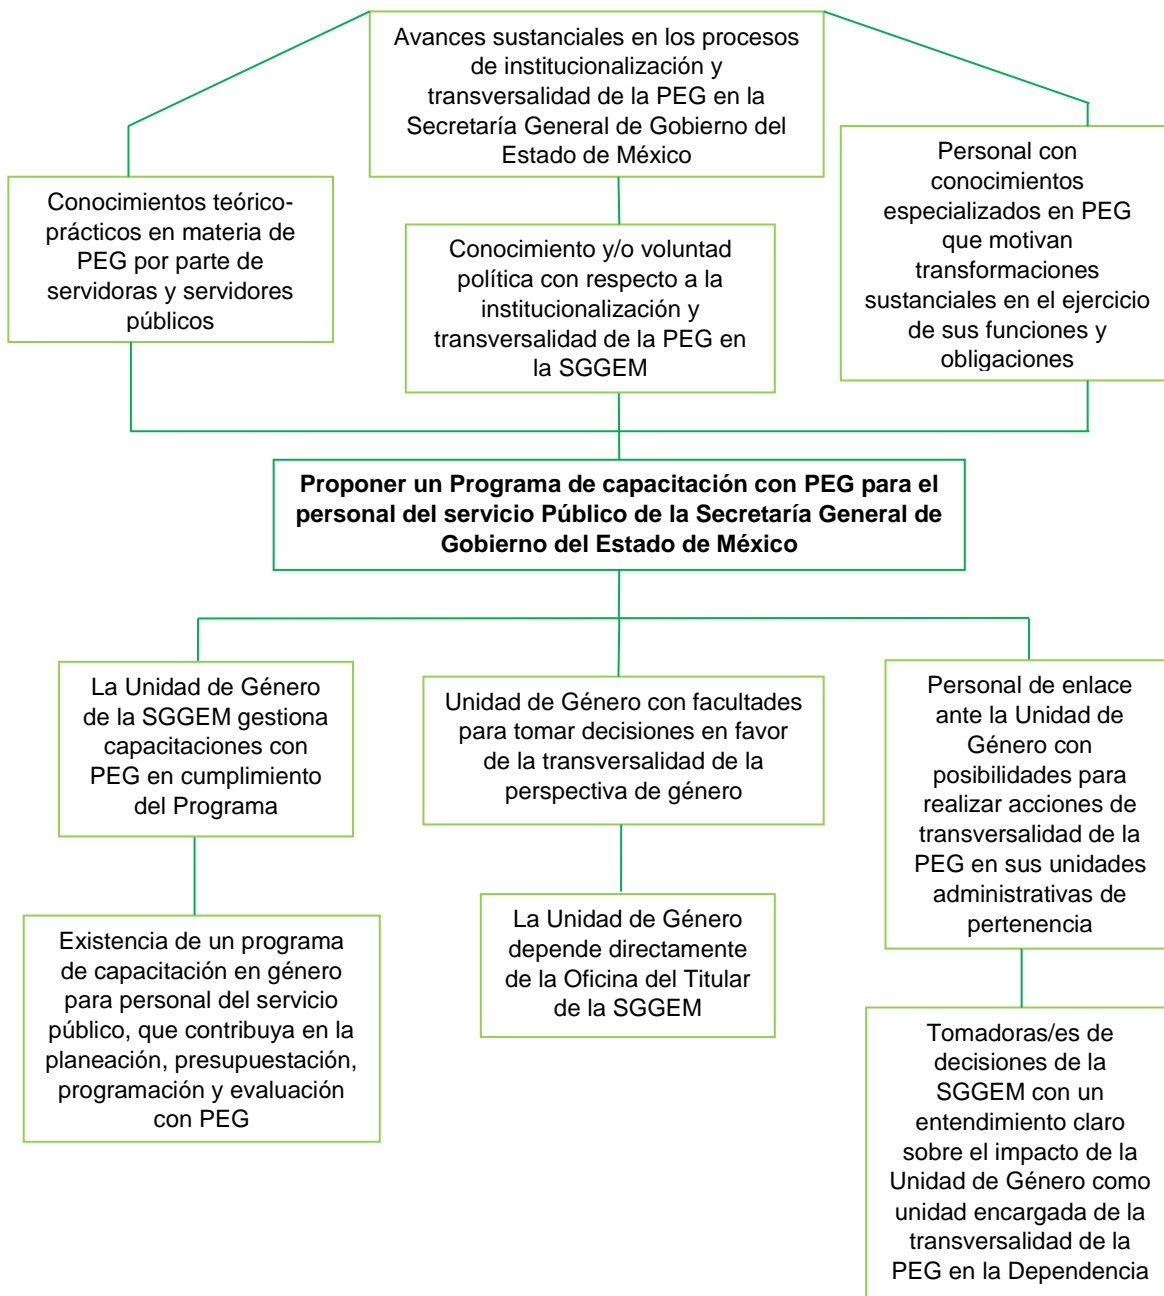 Avances sustanciales en los procesos
de institucionalización y
transversalidad de la PEG en la
Secretaría General de Gobierno del
Estado de México
Conocimientos teórico-
prácticos en materia de
PEG por parte de
servidoras y servidores
públicos
Conocimiento y/o voluntad
política con respecto a la
institucionalización y
transversalidad de la PEG en
la SGGEM
Personal con
conocimientos
especializados en PEG
que motivan
transformaciones
sustanciales en el ejercicio
de sus funciones y
obligaciones
Proponer un Programa de capacitación con PEG para el
personal del servicio Público de la Secretaría General de
Gobierno del Estado de México
La Unidad de Género
de la SGGEM gestiona
capacitaciones con
PEG en cumplimiento
del Programa
Unidad de Género con facultades
para tomar decisiones en favor
de la transversalidad de la
perspectiva de género
Personal de enlace
ante la Unidad de
Género con
posibilidades para
realizar acciones de
transversalidad de la
PEG en sus unidades
administrativas de
pertenencia
Existencia de un programa
de capacitación en género
para personal del servicio
público, que contribuya en la
planeación, presupuestación,
programación y evaluación
con PEG
La Unidad de Género
depende directamente
de la Oficina del Titular
de la SGGEM
Tomadoras/es de
decisiones de la
SGGEM con un
entendimiento claro
sobre el impacto de la
Unidad de Género como
unidad encargada de la
transversalidad de la
PEG en la Dependencia